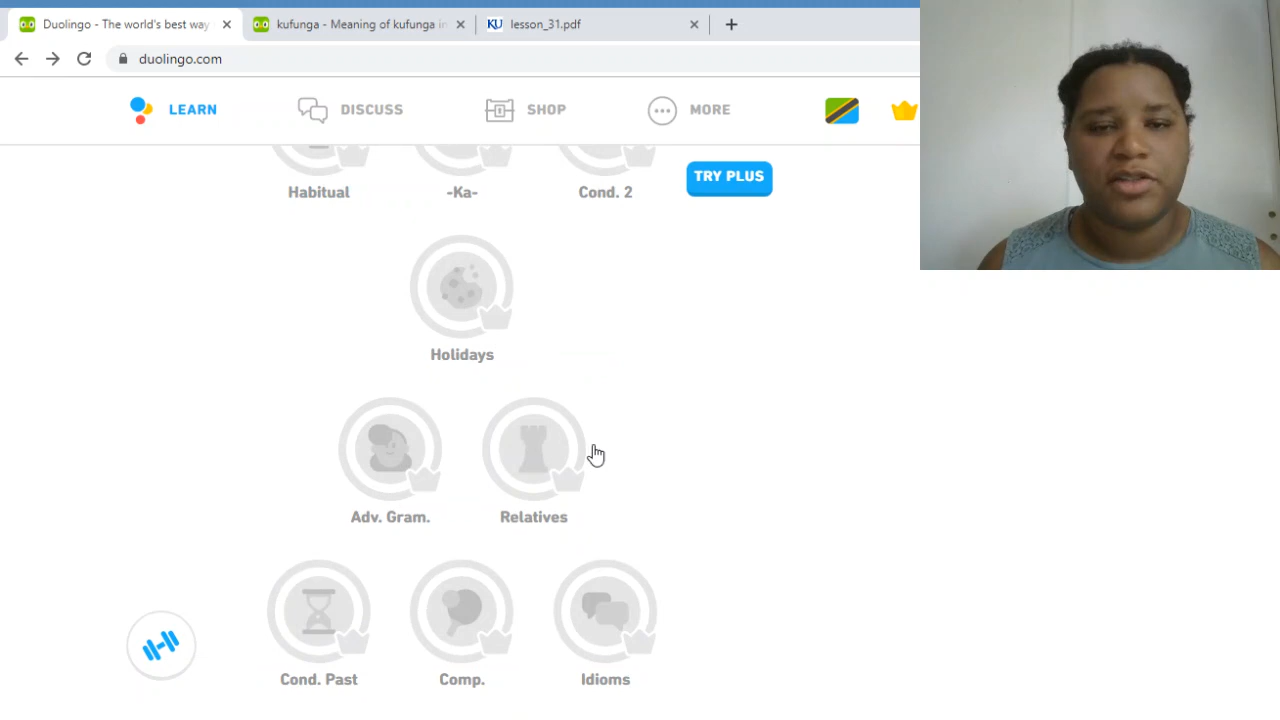 Duolingo - The world's best way
kufunga - Meaning of kufunga in
KU lesson_31.pdf
duolingo.com
LEARN DISCUSS SHOP MORE
Habitual -Ka- Cond. 2 TRY PLUS
Holidays
Adv. Gram. Relatives
Cond. Past Comp. Idioms